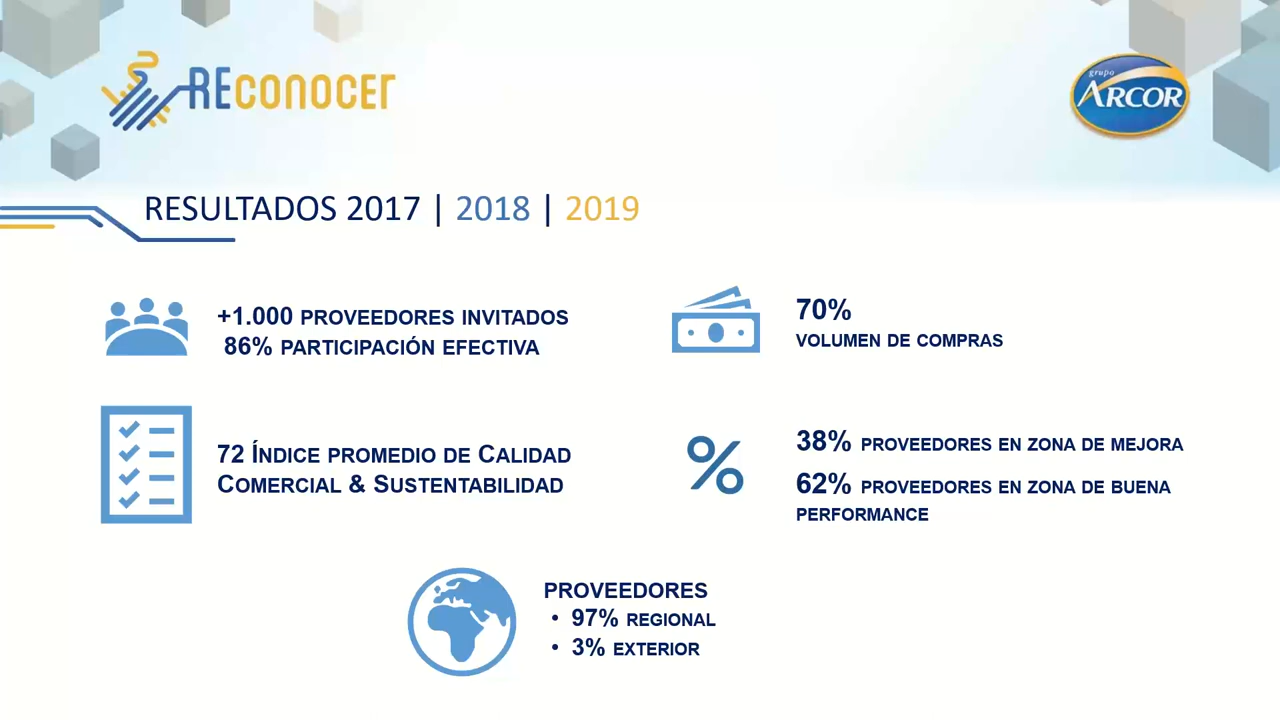 REconocer
grupo
ARCOR
RESULTADOS 2017 | 2018 | 2019
+1.000 PROVEEDORES INVITADOS
86% PARTICIPACIÓN EFECTIVA
70%
VOLUMEN DE COMPRAS
72 ÍNDICE PROMEDIO DE CALIDAD
COMERCIAL & SUSTENTABILIDAD
38% PROVEEDORES EN ZONA DE MEJORA
62% PROVEEDORES EN ZONA DE BUENA
PERFORMANCE
PROVEEDORES
• 97% REGIONAL
• 3% EXTERIOR